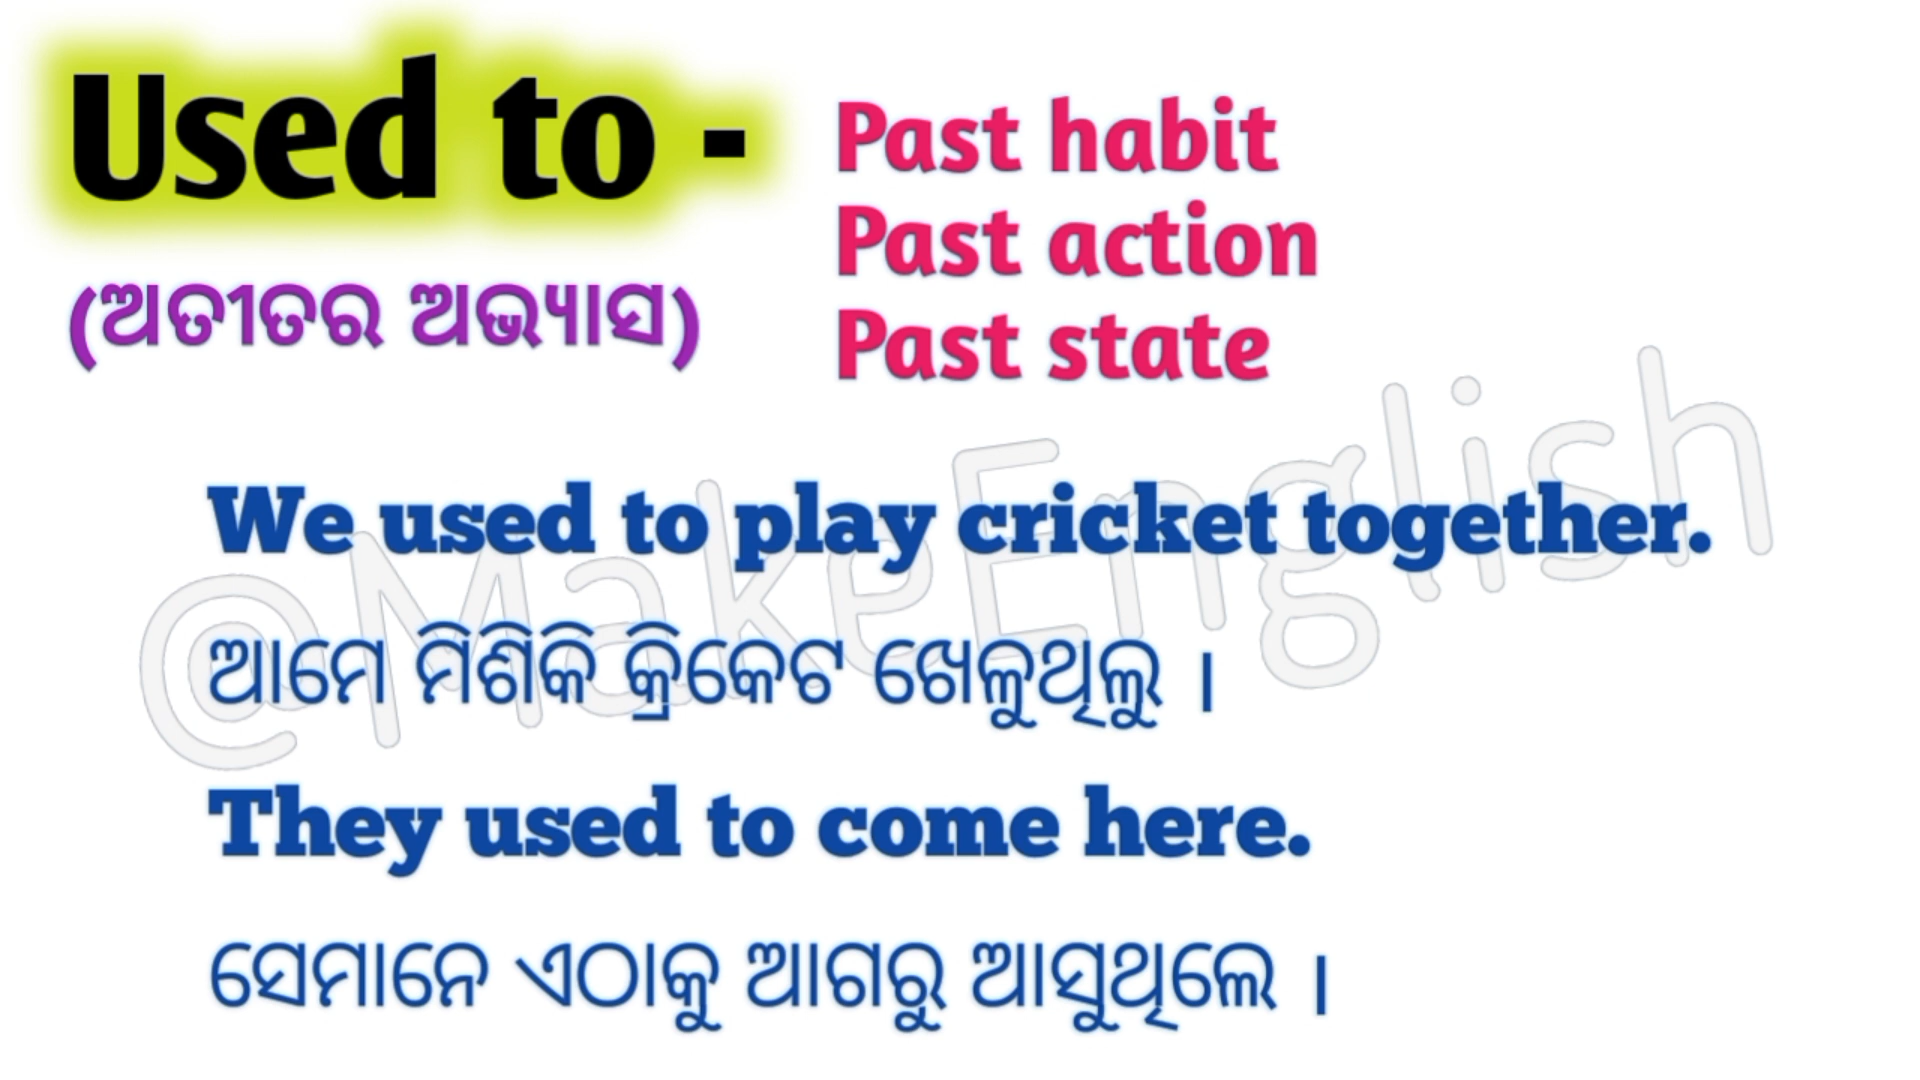 Used to -
(ଅତୀତର ଅଭ୍ୟାସ)
Past habit
Past action
Past state
We used to play cricket together.
ଆମେ ମିଶିକି କ୍ରିକେଟ ଖେଳୁଥିଲୁ ।
They used to come here.
ସେମାନେ ଏଠାକୁ ଆଗରୁ ଆସୁଥିଲେ ।
@MakeEnglish